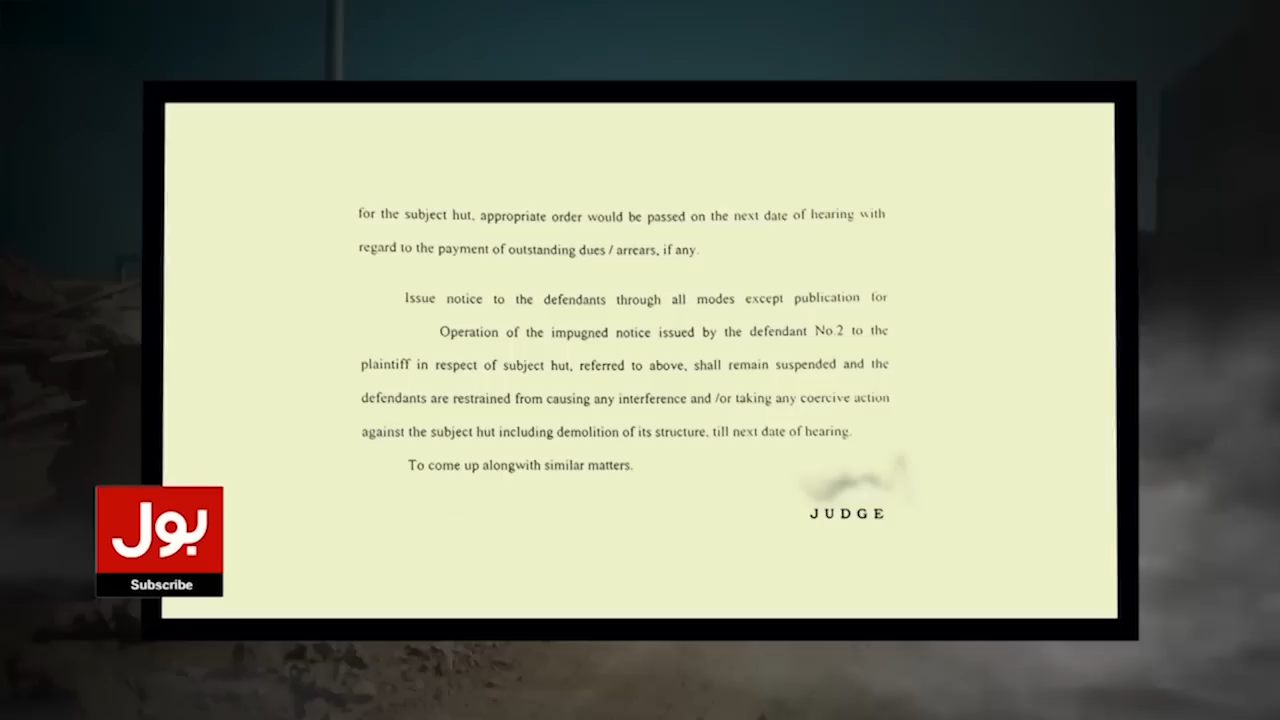 for the subject hut, appropriate order would be passed on the next date of hearing with
regard to the payment of outstanding dues / arrears, if any.
Issue notice to the defendants through all modes except publication for
Operation of the impugned notice issued by the defendant No.2 to the
plaintiff in respect of subject hut, referred to above, shall remain suspended and the
defendants are restrained from causing any interference and /or taking any coercive action
against the subject hut including demolition of its structure, till next date of hearing.
To come up alongwith similar matters.
JUDGE
بول
Subscribe